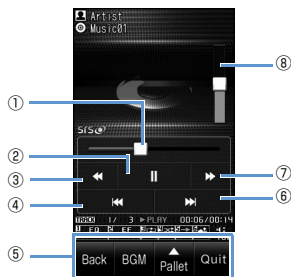 Artist
Music01
⑧
①
SRS
②
③
⑦
④
⑥
TRACK 1/ 3 ▶PLAY 00:06/00:14
EQ EF
⑤
Back BGM Pallet Quit